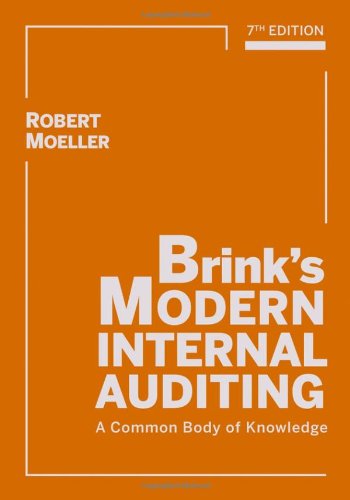 7TH EDITION
ROBERT
MOELLER
Brink's
MODERN
INTERNAL
AUDITING
A Common Body of Knowledge